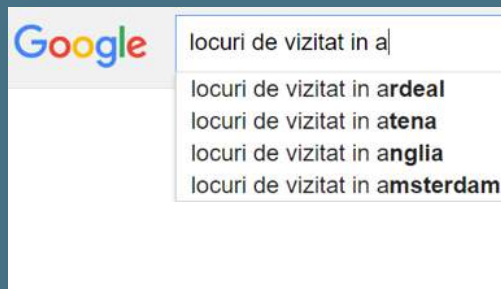 Google
locuri de vizitat in a
locuri de vizitat in ardeal
locuri de vizitat in atena
locuri de vizitat in anglia
locuri de vizitat in amsterdam